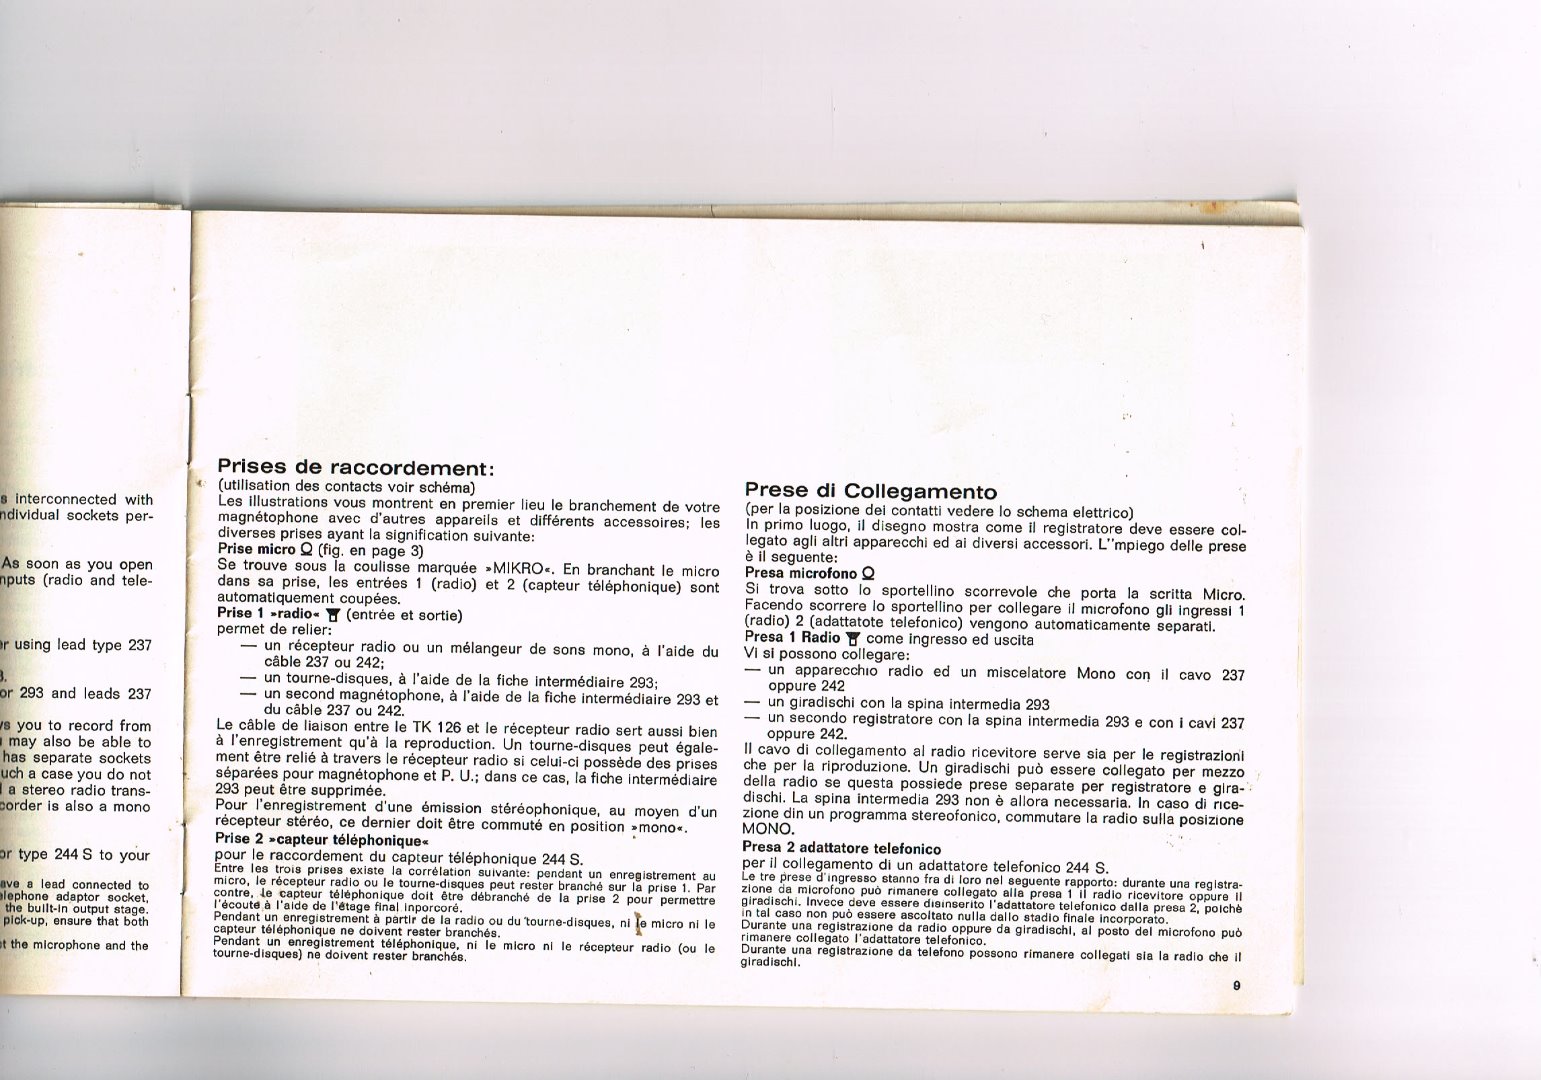 s interconnected with
ndividual sockets per-
As soon as you open
nputs (radio and tele-
r using lead type 237
or 293 and leads 237
s you to record from
may also be able to
has separate sockets
uch a case you do not
a stereo radio trans-
order is also a mono
or type 244 S to your
ave a lead connected to
lephone adaptor socket,
the built-in output stage.
pick-up, ensure that both
t the microphone and the
Prises de raccordement:
(utilisation des contacts voir schéma)
Les illustrations vous montrent en premier lieu le branchement de votre
magnétophone avec d'autres appareils et différents accessoires; les
diverses prises ayant la signification suivante:
Prise micro (fig. en page 3)
Se trouve sous la coulisse marquée »MIKRO«. En branchant le micro
dans sa prise, les entrées 1 (radio) et 2 (capteur téléphonique) sont
automatiquement coupées.
Prise 1 »radio« (entrée et sortie)
permet de relier:
— un récepteur radio ou un mélangeur de sons mono, à l'aide du
câble 237 ou 242;
— un tourne-disques, à l'aide de la fiche intermédiaire 293;
— un second magnétophone, à l'aide de la fiche intermédiaire 293 et
du câble 237 ou 242.
Le câble de liaison entre le TK 126 et le récepteur radio sert aussi bien
à l'enregistrement qu'à la reproduction. Un tourne-disques peut égale-
ment être relié à travers le récepteur radio si celui-ci possède des prises
séparées pour magnétophone et P. U.; dans ce cas, la fiche intermédiaire
293 peut être supprimée.
Pour l'enregistrement d'une émission stéréophonique, au moyen d'un
récepteur stéréo, ce dernier doit être commuté en position »mono«.
Prise 2 »capteur téléphonique«
pour le raccordement du capteur téléphonique 244 S.
Entre les trois prises existe la corrélation suivante: pendant un enregistrement au
micro, le récepteur radio ou le tourne-disques peut rester branché sur la prise 1. Par
contre, le capteur téléphonique doit être débranché de la prise 2 pour permettre
l'écoute à l'aide de l'étage final inporcoré.
Pendant un enregistrement à partir de la radio ou du tourne-disques, ni le micro ni le
capteur téléphonique ne doivent rester branchés.
Pendant un enregistrement téléphonique, ni le micro ni le récepteur radio (ou le
tourne-disques) ne doivent rester branchés.
Prese di Collegamento
(per la posizione dei contatti vedere lo schema elettrico)
In primo luogo, il disegno mostra come il registratore deve essere col-
legato agli altri apparecchi ed ai diversi accessori. L"mpiego delle prese
è il seguente:
Presa microfono
Si trova sotto lo sportellino scorrevole che porta la scritta Micro.
Facendo scorrere lo sportellino per collegare il microfono gli ingressi 1
(radio) 2 (adattatote telefonico) vengono automaticamente separati.
Presa 1 Radio come ingresso ed uscita
Vi si possono collegare:
— un apparecchio radio ed un miscelatore Mono con il cavo 237
oppure 242
— un giradischi con la spina intermedia 293
— un secondo registratore con la spina intermedia 293 e con i cavi 237
oppure 242.
Il cavo di collegamento al radio ricevitore serve sia per le registrazioni
che per la riproduzione. Un giradischi può essere collegato per mezzo
della radio se questa possiede prese separate per registratore e gira-
dischi. La spina intermedia 293 non è allora necessaria. In caso di rice-
zione din un programma stereofonico, commutare la radio sulla posizione
MONO.
Presa 2 adattatore telefonico
per il collegamento di un adattatore telefonico 244 S.
Le tre prese d'ingresso stanno fra di loro nel seguente rapporto: durante una registra-
zione da microfono può rimanere collegato alla presa 1 il radio ricevitore oppure il
giradischi. Invece deve essere disinserito l'adattatore telefonico dalla presa 2, poichè
in tal caso non può essere ascoltato nulla dallo stadio finale incorporato.
Durante una registrazione da radio oppure da giradischi, al posto del microfono può
rimanere collegato l'adattatore telefonico.
Durante una registrazione da telefono possono rimanere collegati sia la radio che il
giradischi.
9